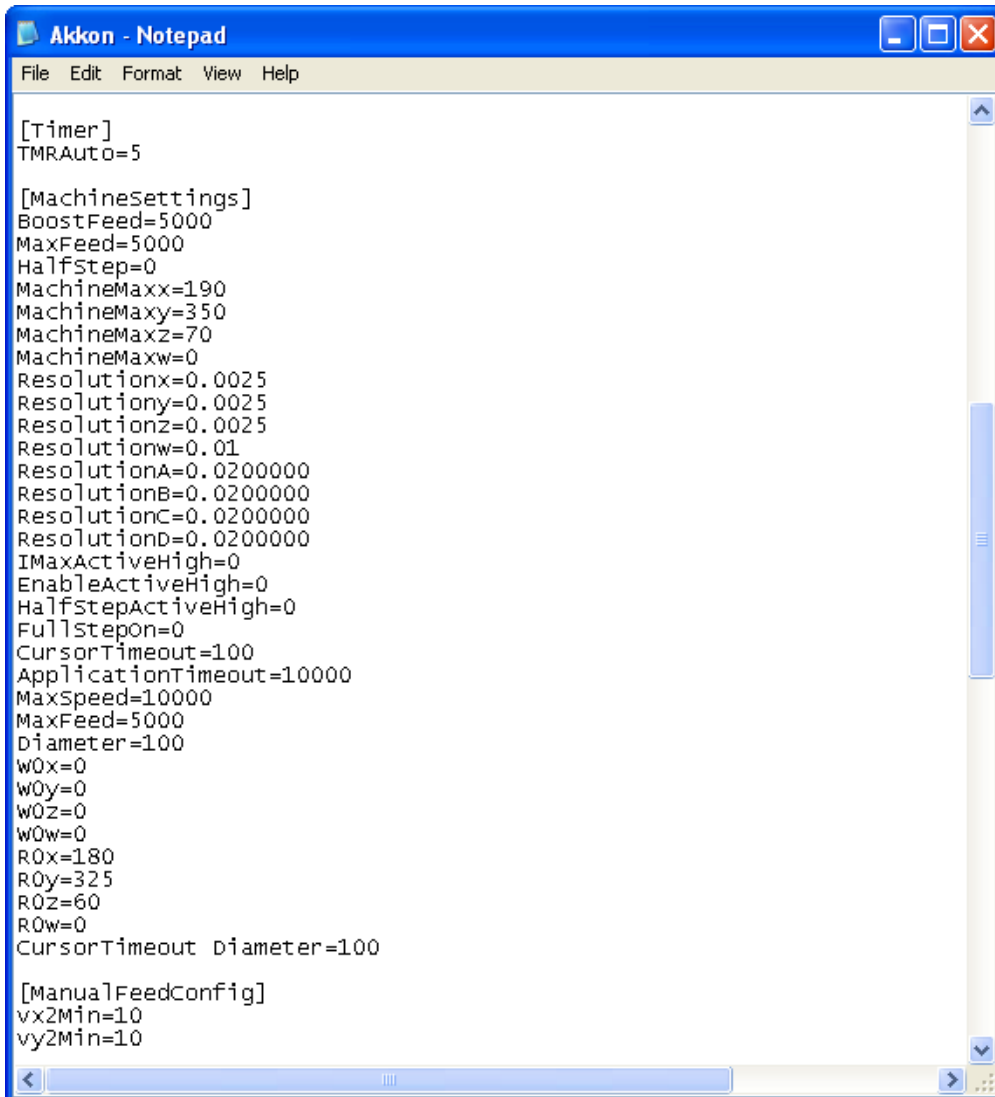 Akkon - Notepad
File Edit Format View Help
[Timer]
TMRAuto=5
[MachineSettings]
BoostFeed=5000
MaxFeed=5000
HalfStep=0
MachineMaxx=190
MachineMaxy=350
MachineMaxz=70
MachineMaxw=0
Resolutionx=0.0025
Resolutiony=0.0025
Resolutionz=0.0025
Resolutionw=0.01
ResolutionA=0.0200000
ResolutionB=0.0200000
ResolutionC=0.0200000
ResolutionD=0.0200000
IMaxActiveHigh=0
EnableActiveHigh=0
HalfStepActiveHigh=0
FullStepOn=0
CursorTimeout=100
ApplicationTimeout=10000
MaxSpeed=10000
MaxFeed=5000
Diameter=100
W0x=0
W0y=0
W0z=0
W0w=0
R0x=180
R0y=325
R0z=60
R0w=0
CursorTimeout Diameter=100
[ManualFeedConfig]
vx2Min=10
vy2Min=10